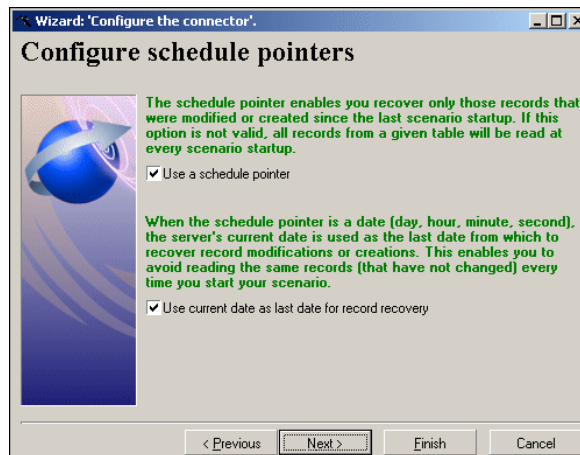 Wizard: 'Configure the connector'.
Configure schedule pointers
The schedule pointer enables you recover only those records that
were modified or created since the last scenario startup. If this
option is not valid, all records from a given table will be read at
every scenario startup.
Use a schedule pointer
When the schedule pointer is a date (day, hour, minute, second),
the server's current date is used as the last date from which to
recover record modifications or creations. This enables you to
avoid reading the same records (that have not changed) every
time you start your scenario.
Use current date as last date for record recovery
< Previous Next > Finish Cancel